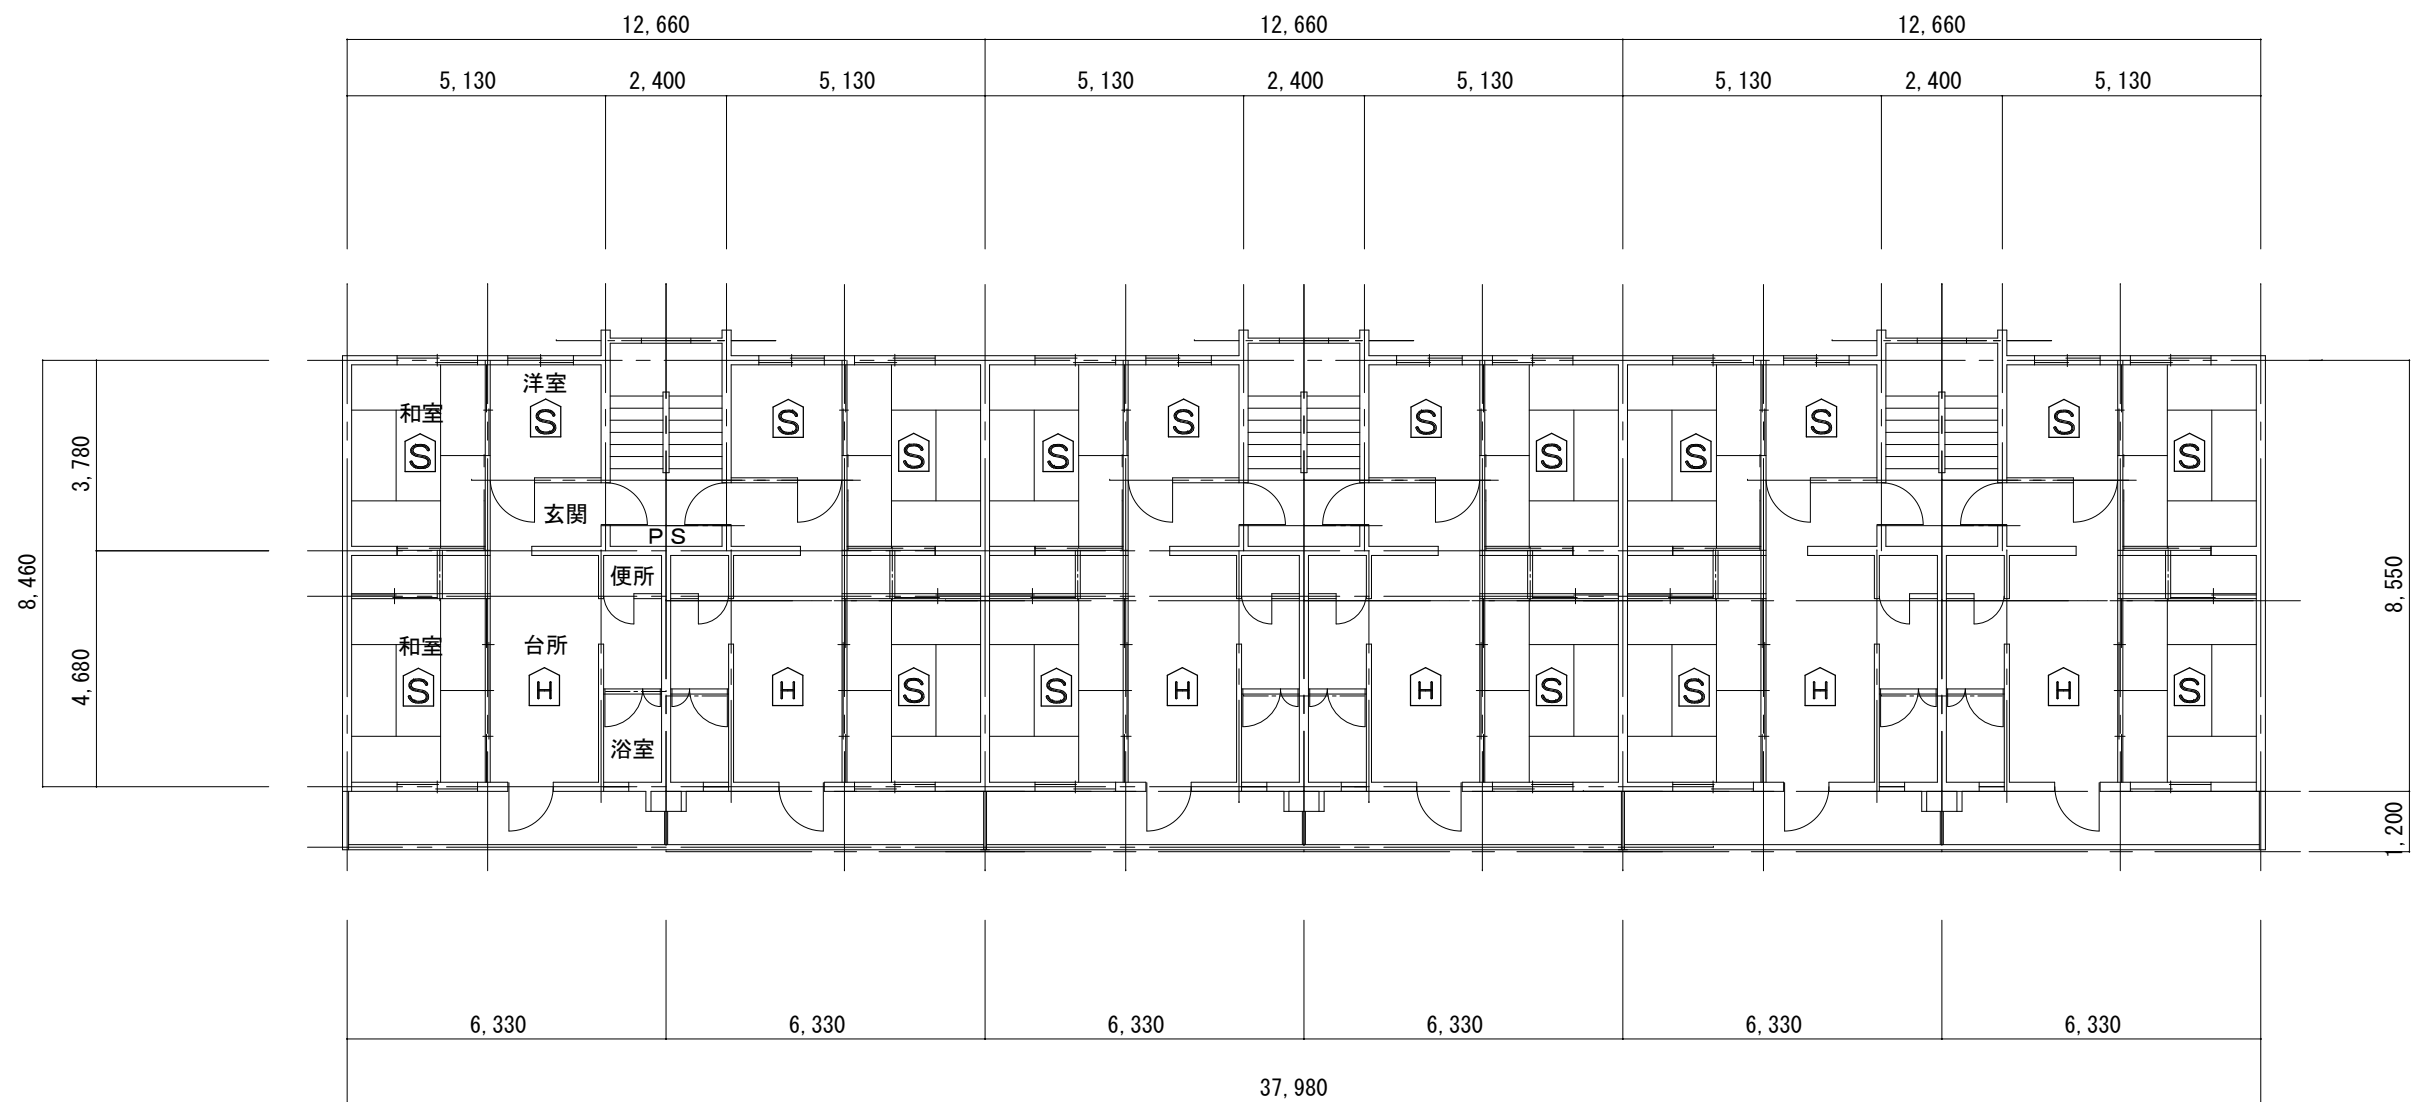 12,660 12,660 12,660
5,130 2,400 5,130 5,130 2,400 5,130 5,130 2,400 5,130
洋室
和室
S S S S S S
S S S S S S
3,780
玄関
PS
8,460
便所
8,550
和室 台所
4,680
S H H S S H H S S H H S
浴室
1,200
6,330 6,330 6,330 6,330 6,330 6,330
37,980